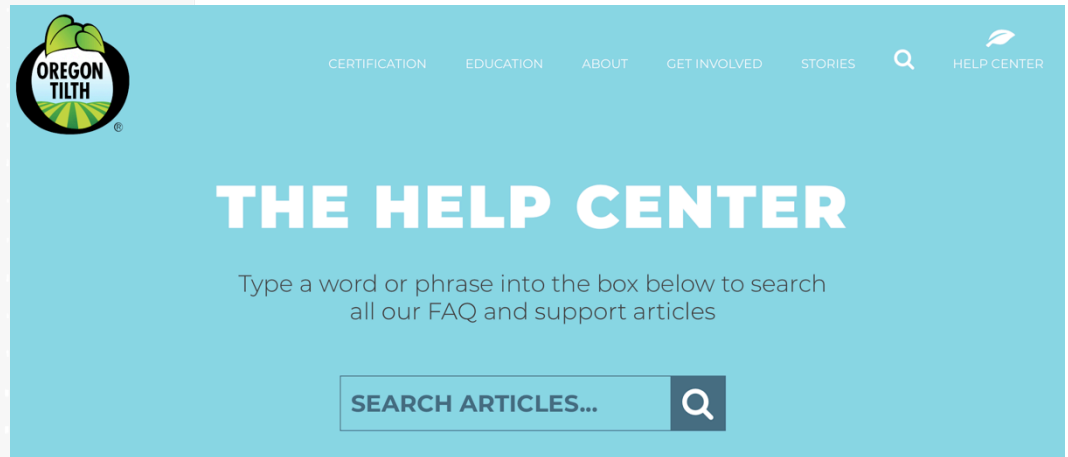 OREGON
TILTH
®
CERTIFICATION EDUCATION ABOUT GET INVOLVED STORIES HELP CENTER
THE HELP CENTER
Type a word or phrase into the box below to search
all our FAQ and support articles
SEARCH ARTICLES...